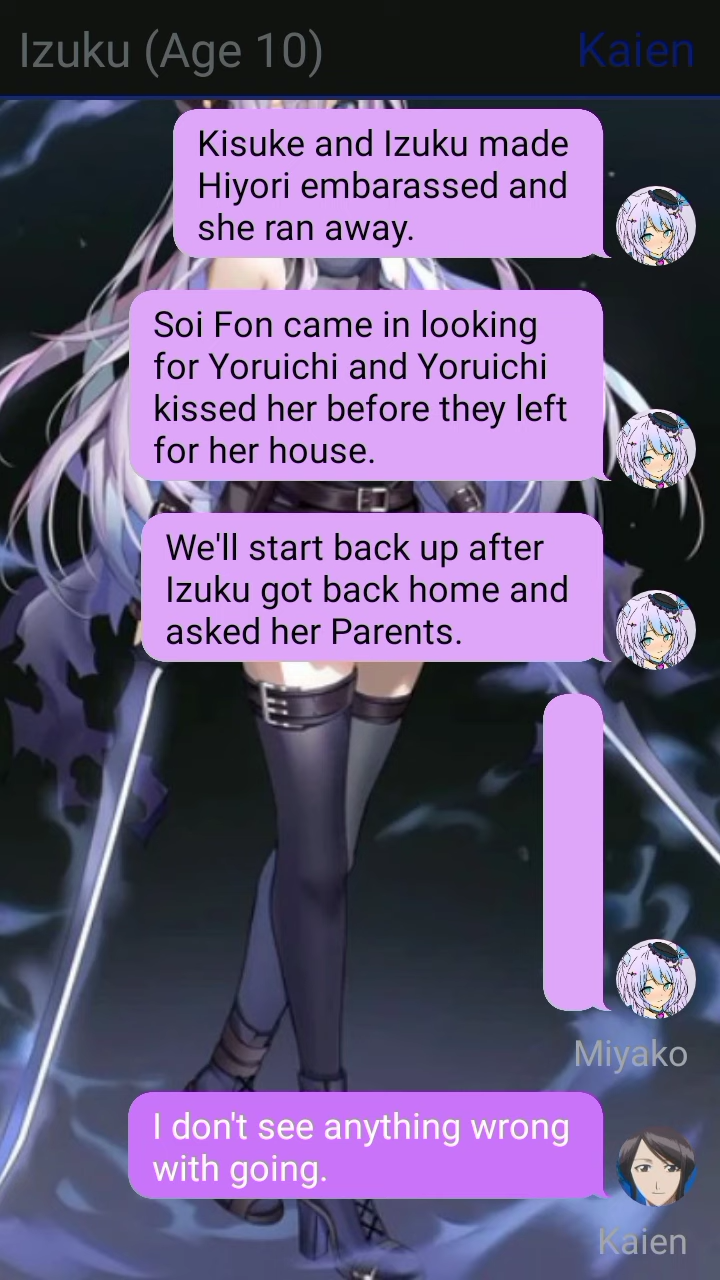 Izuku (Age 10) Kaien
Kisuke and Izuku made
Hiyori embarassed and
she ran away.
Soi Fon came in looking
for Yoruichi and Yoruichi
kissed her before they left
for her house.
We'll start back up after
Izuku got back home and
asked her Parents.
Miyako
I don't see anything wrong
with going.
Kaien